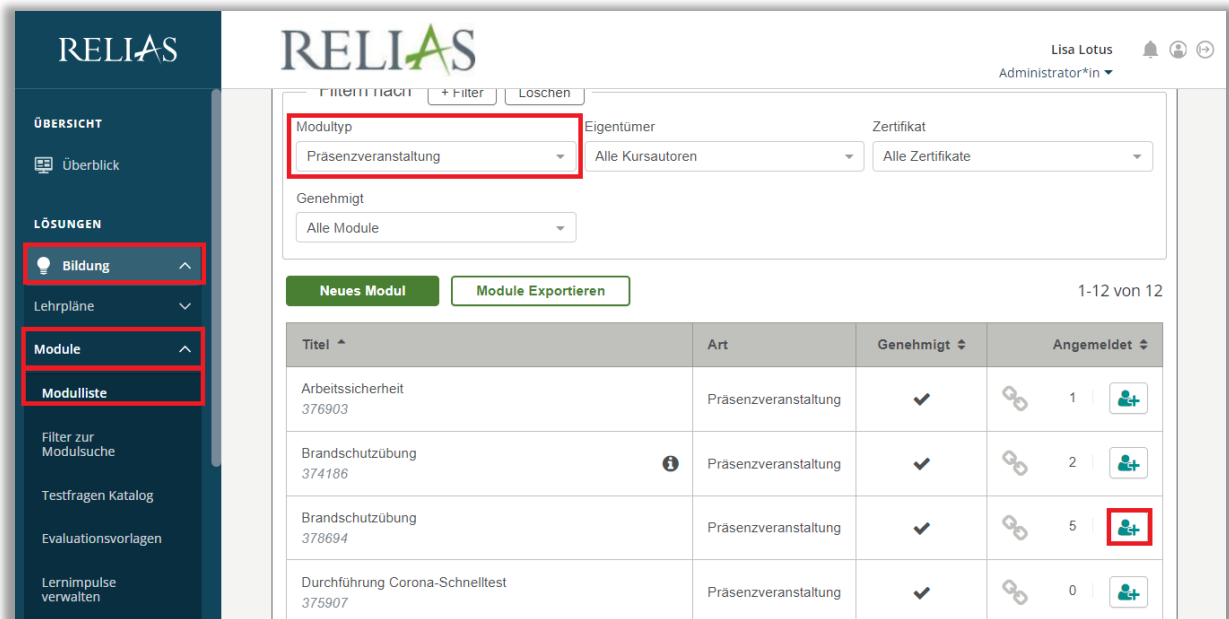 RELIAS
RELIAS
Lisa Lotus
Administrator*in
ÜBERSICHT
Überblick
LÖSUNGEN
Bildung
Lehrpläne
Module
Modulliste
Filter zur
Modulsuche
Testfragen Katalog
Evaluationsvorlagen
Lernimpulse
verwalten
Filtern nach + Filter Löschen
Modultyp Eigentümer Zertifikat
Präsenzveranstaltung Alle Kursautoren Alle Zertifikate
Genehmigt
Alle Module
Neues Modul Module Exportieren 1-12 von 12
Titel Art Genehmigt Angemeldet
Arbeitssicherheit
376903 Präsenzveranstaltung 1
Brandschutzübung
374186 Präsenzveranstaltung 2
Brandschutzübung
378694 Präsenzveranstaltung 5
Durchführung Corona-Schnelltest
375907 Präsenzveranstaltung 0